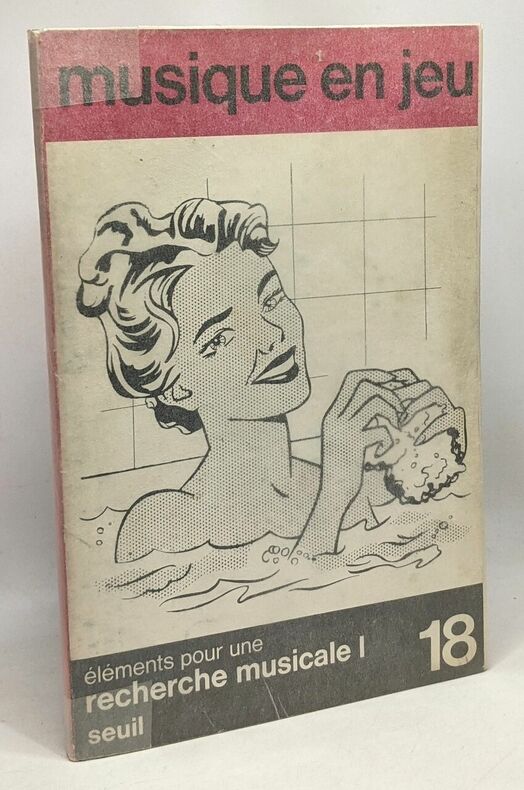 musique en jeu
éléments pour une
recherche musicale I
18
seuil